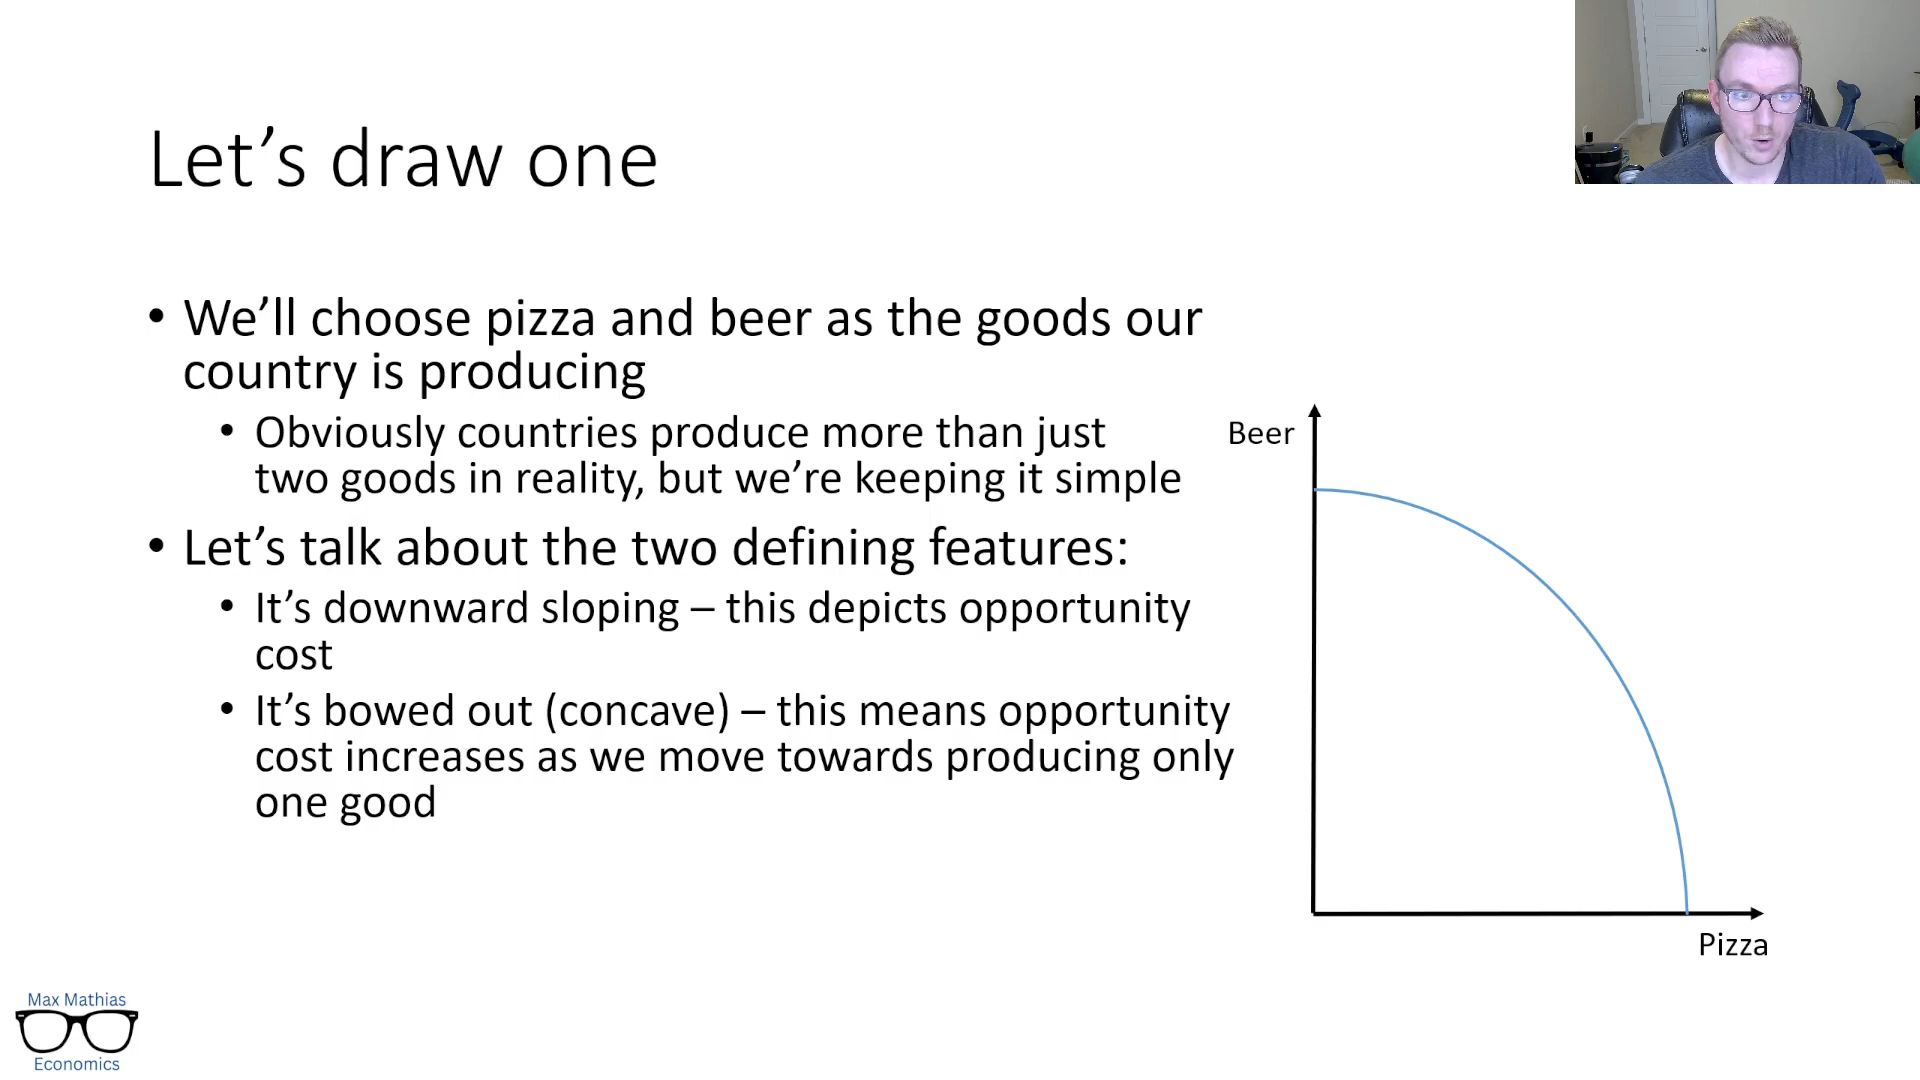 Let’s draw one
• We’ll choose pizza and beer as the goods our
country is producing
• Obviously countries produce more than just
two goods in reality, but we’re keeping it simple
• Let’s talk about the two defining features:
• It’s downward sloping – this depicts opportunity
cost
• It’s bowed out (concave) – this means opportunity
cost increases as we move towards producing only
one good
Beer
Pizza
Max Mathias
Economics